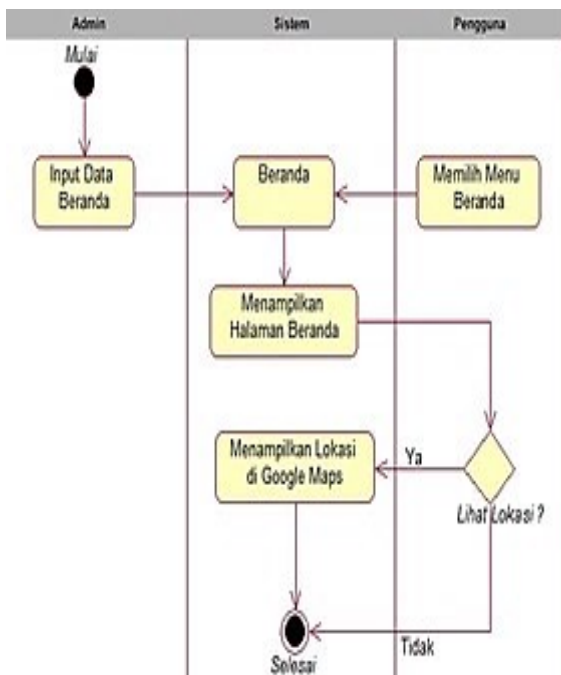 Admin
Sistem
Pengguna
Mulai
Input Data
Beranda
Beranda
Memilih Menu
Beranda
Menampilkan
Halaman Beranda
Menampilkan Lokasi
di Google Maps
Ya
Lihat Lokasi ?
Tidak
Selesai